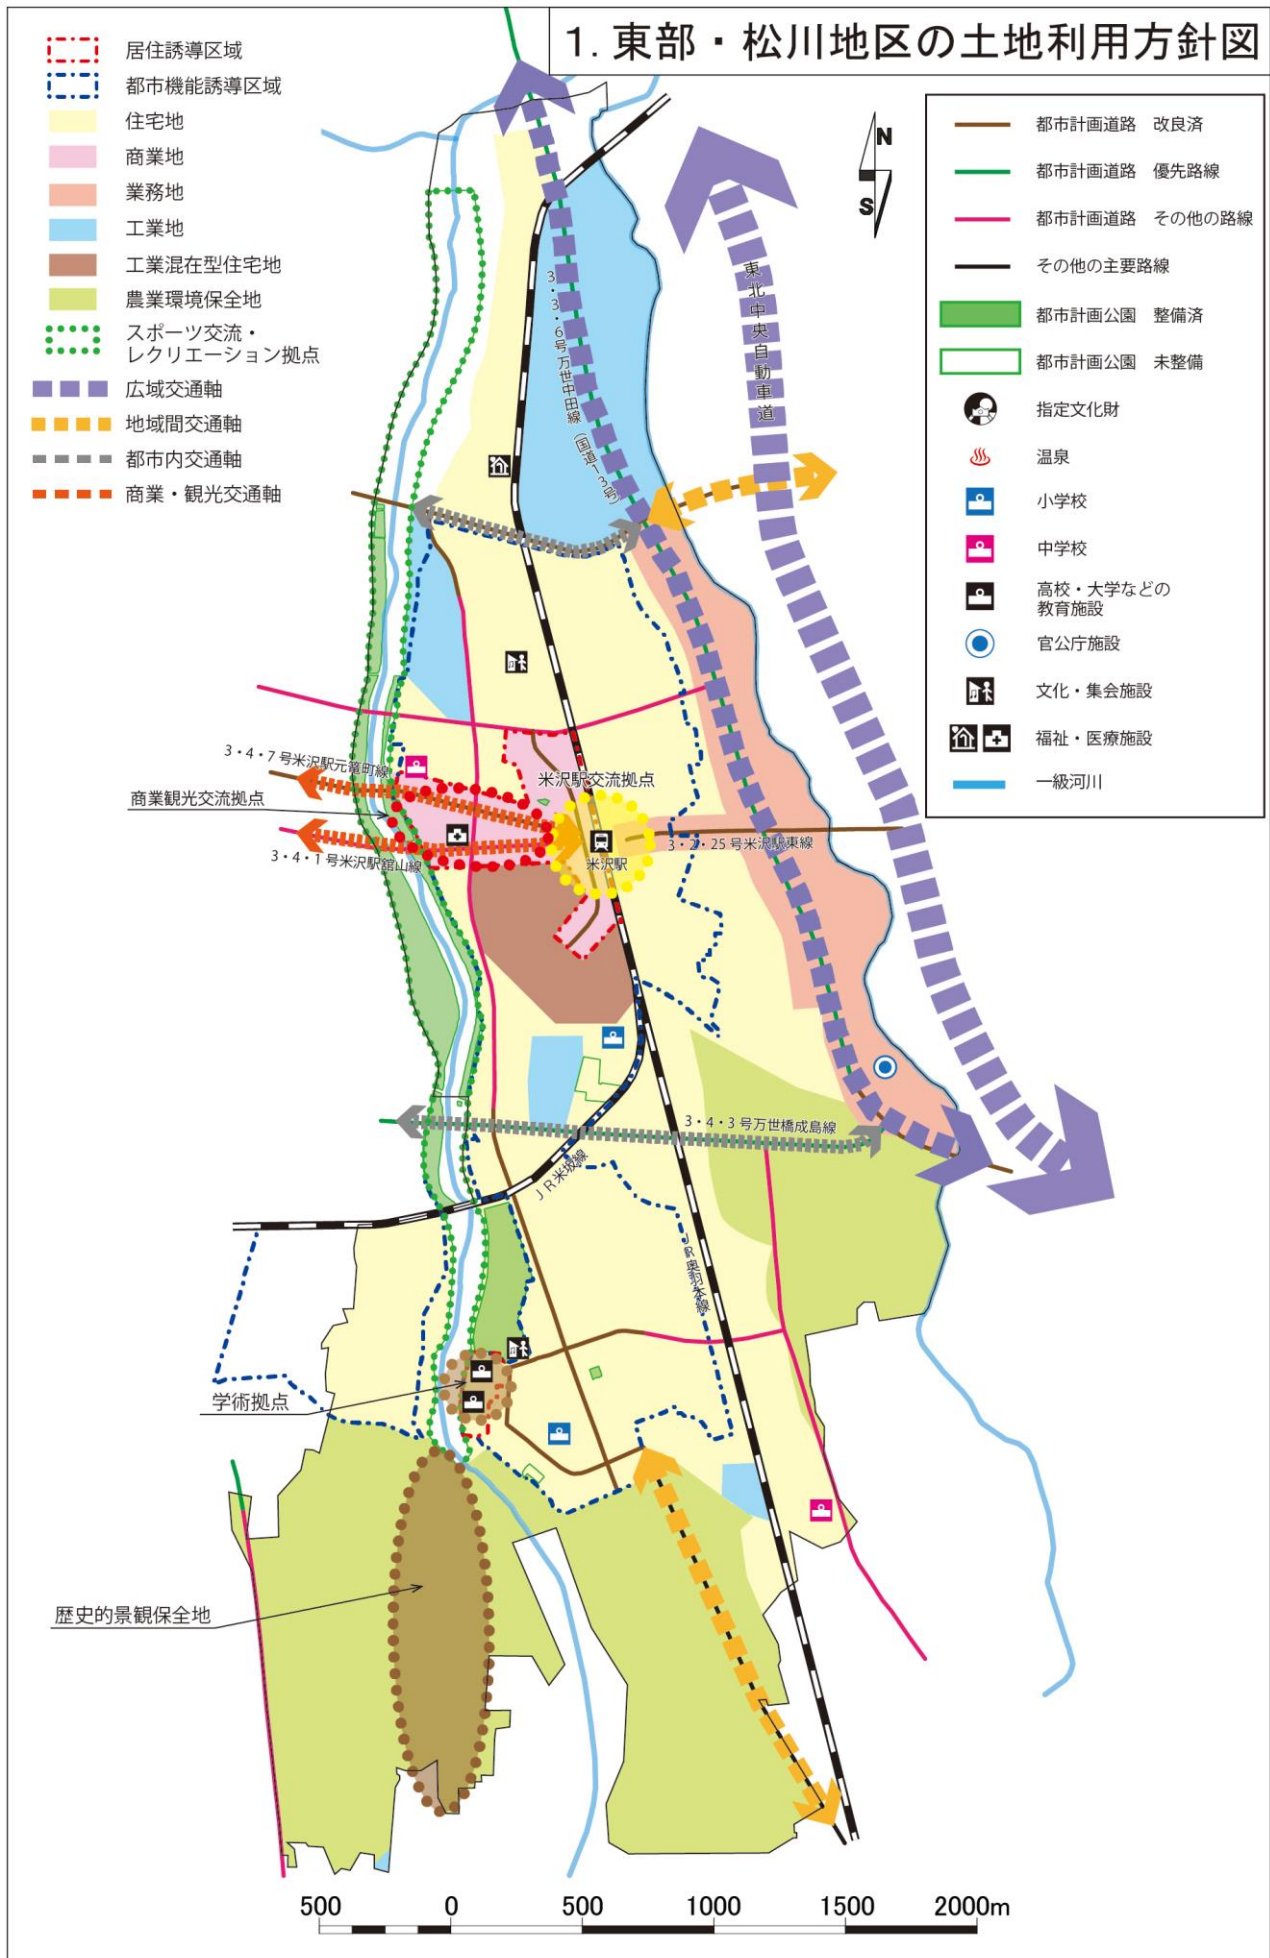 1. 東部・松川地区の土地利用方針図
居住誘導区域
都市機能誘導区域
住宅地
商業地
業務地
工業地
工業混在型住宅地
農業環境保全地
スポーツ交流・
レクリエーション拠点
広域交通軸
地域間交通軸
都市内交通軸
商業・観光交通軸
N
S
都市計画道路 改良済
都市計画道路 優先路線
都市計画道路 その他の路線
その他の主要路線
都市計画公園 整備済
都市計画公園 未整備
指定文化財
温泉
小学校
中学校
高校・大学などの
教育施設
官公庁施設
文化・集会施設
福祉・医療施設
一級河川
東北中央自動車道
3・3・6号万世中田線（国道13号）
3・4・7号米沢駅元篭町線
米沢駅交流拠点
商業観光交流拠点
3・4・1号米沢駅舘山線
米沢駅
3・2・25号米沢駅東線
3・4・3号万世橋成島線
JR米坂線
JR奥羽本線
学術拠点
歴史的景観保全地
500 0 500 1000 1500 2000m